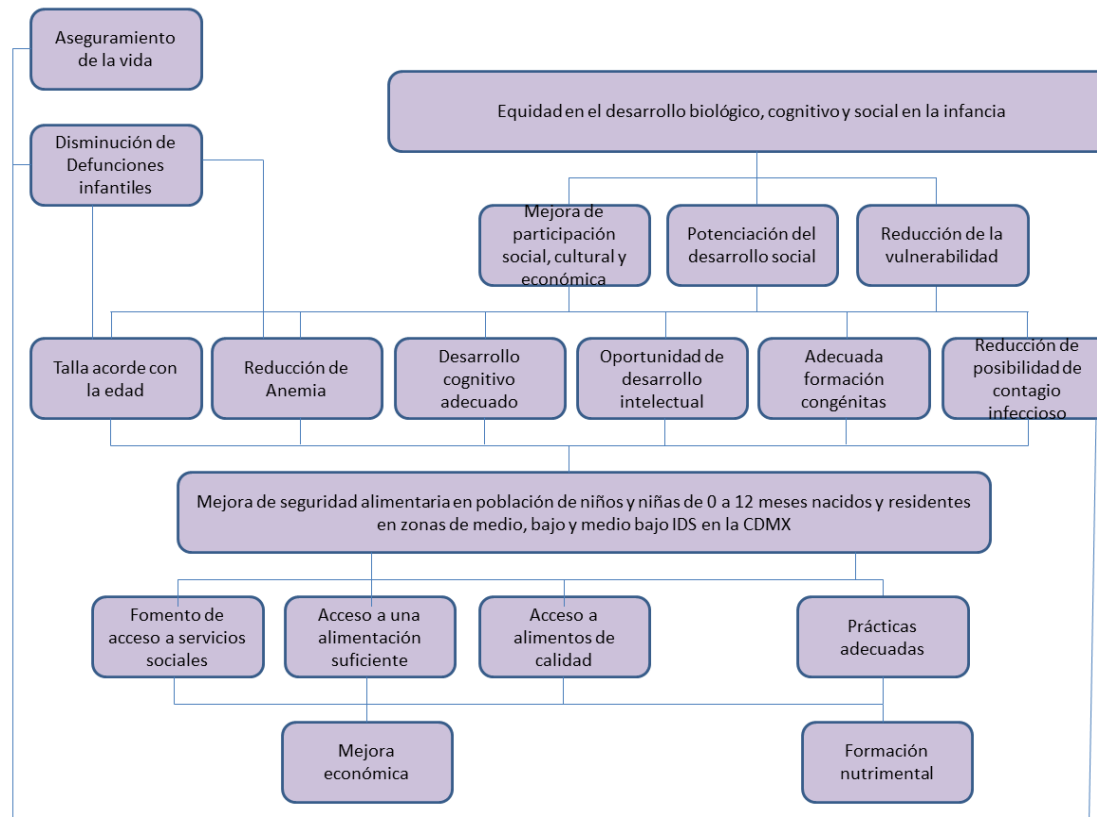 Aseguramiento
de la vida
Equidad en el desarrollo biológico, cognitivo y social en la infancia
Disminución de
Defunciones
infantiles
Mejora de
participación
social, cultural y
económica
Potenciación del
desarrollo social
Reducción de la
vulnerabilidad
Talla acorde con
la edad
Reducción de
Anemia
Desarrollo
cognitivo
adecuado
Oportunidad de
desarrollo
intelectual
Adecuada
formación
congénitas
Reducción de
posibilidad de
contagio
infeccioso
Mejora de seguridad alimentaria en población de niños y niñas de 0 a 12 meses nacidos y residentes
en zonas de medio, bajo y medio bajo IDS en la CDMX
Fomento de
acceso a servicios
sociales
Acceso a una
alimentación
suficiente
Acceso a
alimentos de
calidad
Prácticas
adecuadas
Mejora
económica
Formación
nutrimental